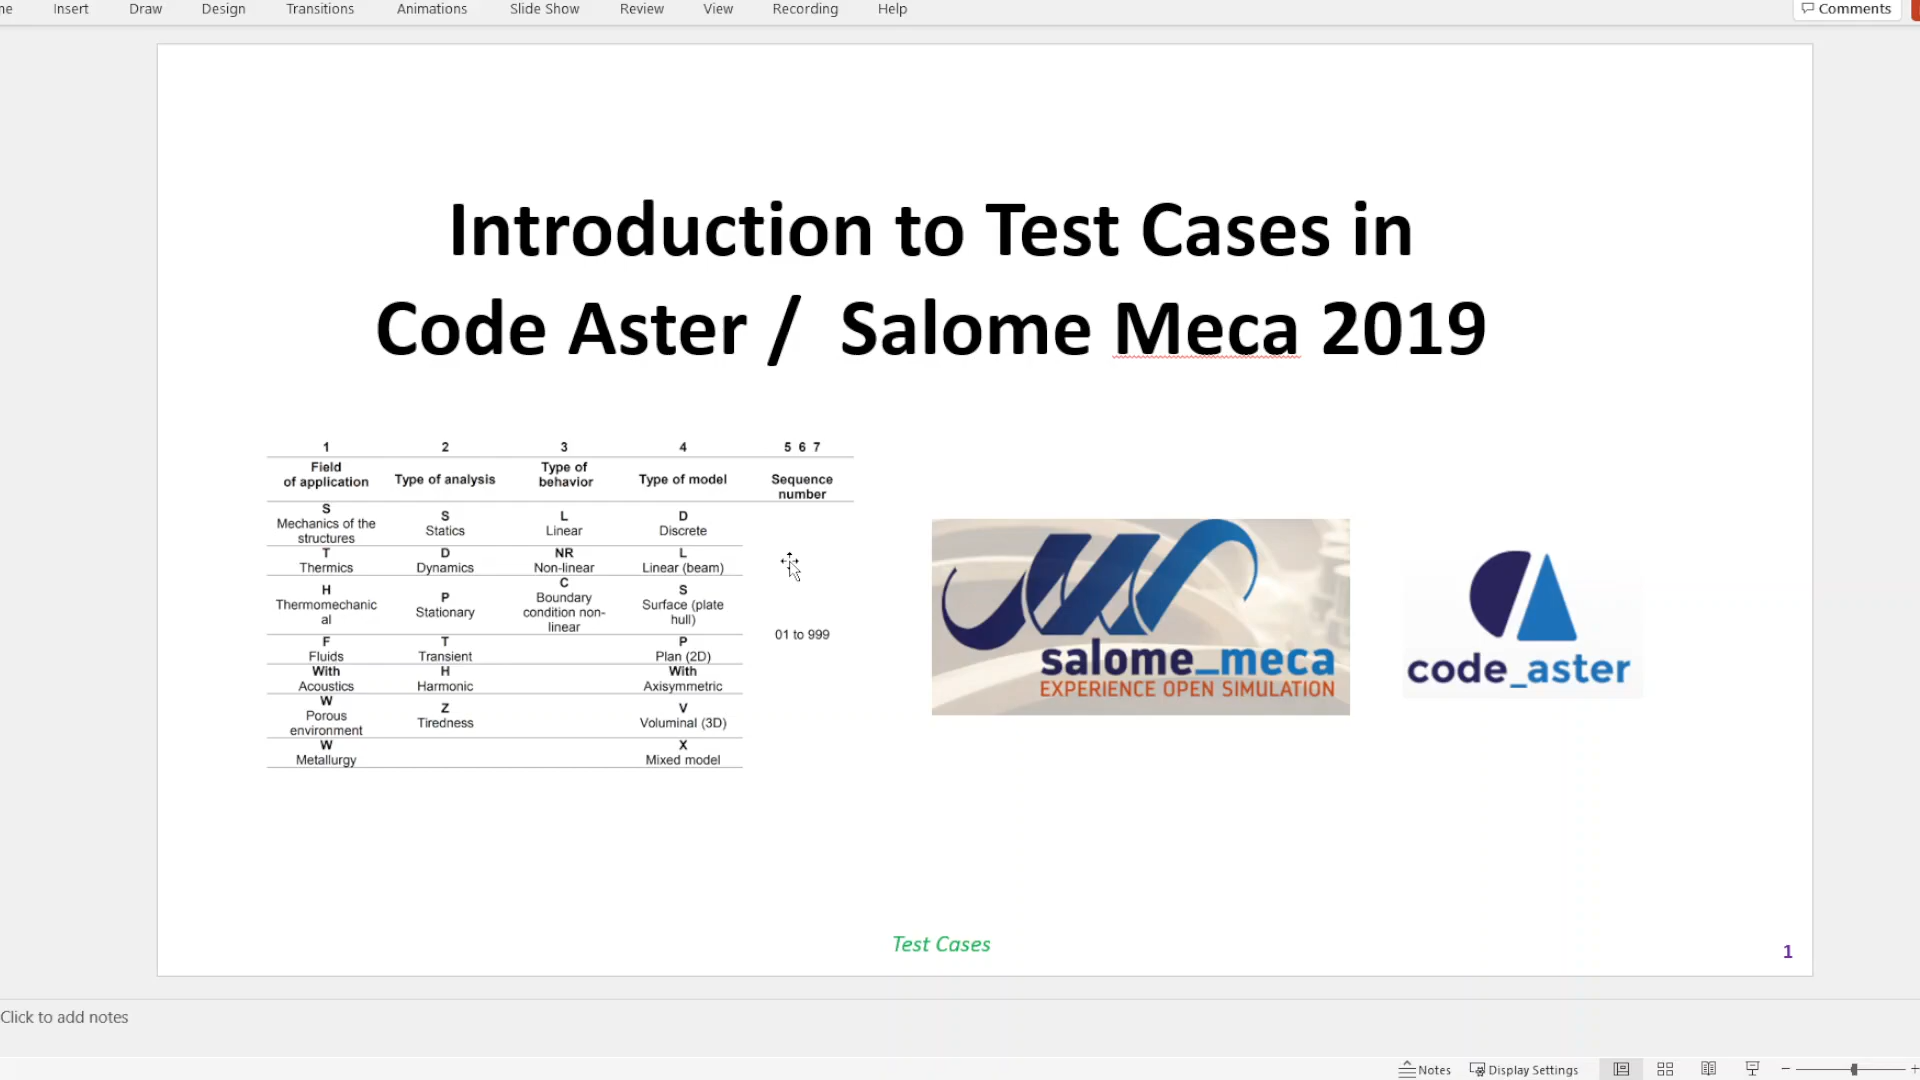 Insert Draw Design Transitions Animations Slide Show Review View Recording Help Comments
Introduction to Test Cases in
Code Aster / Salome Meca 2019
1 2 3 4 5 6 7
Field of application Type of analysis Type of behavior Type of model Sequence number
S Mechanics of the structures S Statics L Linear D Discrete
T Thermics D Dynamics NR Non-linear L Linear (beam)
H Thermomechanic al P Stationary C Boundary condition non-linear S Surface (plate hull)
01 to 999
F Fluids T Transient P Plan (2D)
With Acoustics H Harmonic With Axisymmetric
W Porous environment Z Tiredness V Voluminal (3D)
W Metallurgy X Mixed model
salome_meca
EXPERIENCE OPEN SIMULATION
code_aster
Test Cases
1
Click to add notes
Notes Display Settings